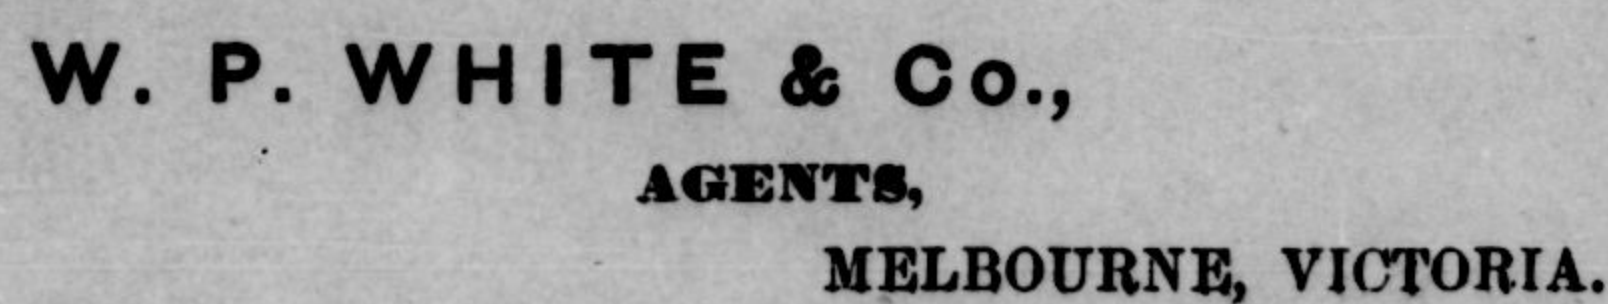 W. P. WHITE & Co.,
AGENTS,
MELBOURNE, VICTORIA.